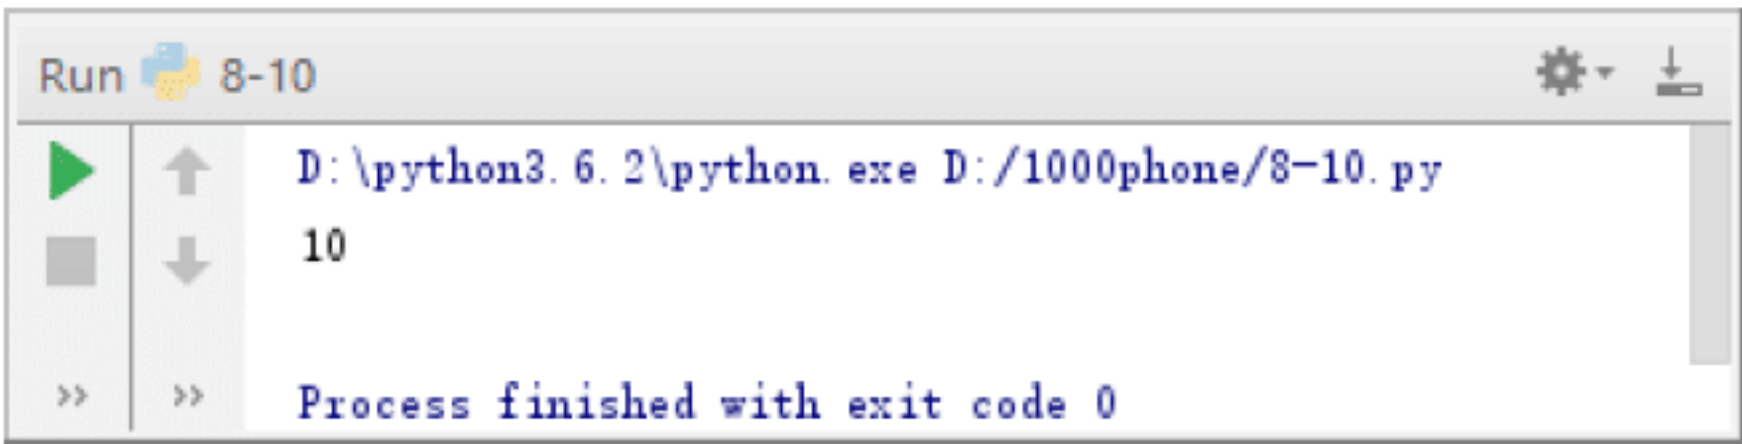 Run 8-10
D:\python3.6.2\python.exe D:/1000phone/8-10.py
10
Process finished with exit code 0